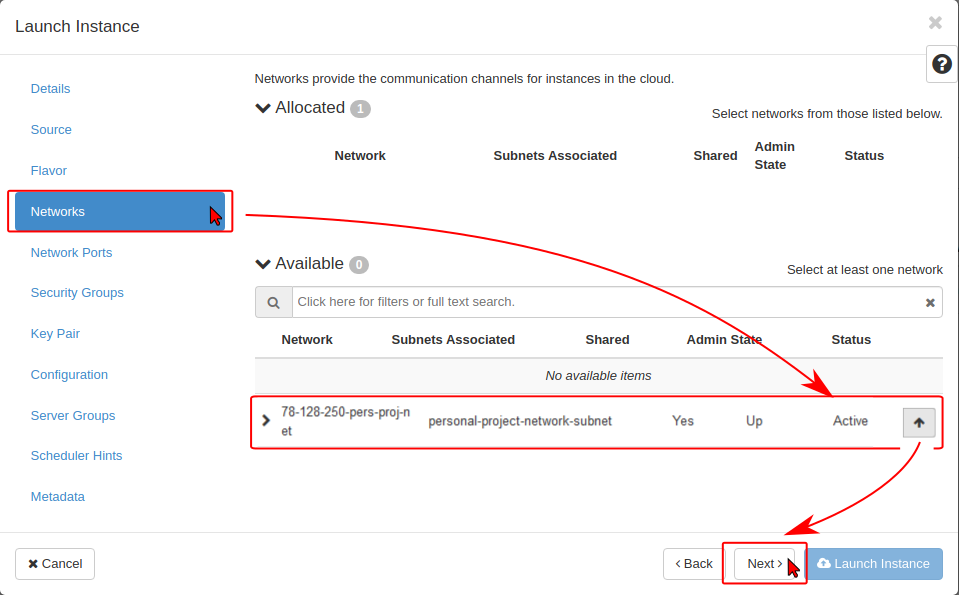 Launch Instance
Details
Source
Flavor
Networks
Network Ports
Security Groups
Key Pair
Configuration
Server Groups
Scheduler Hints
Metadata
Networks provide the communication channels for instances in the cloud.
Allocated 1
Select networks from those listed below.
Network Subnets Associated Shared Admin State Status
Available 0
Select at least one network
Click here for filters or full text search.
Network Subnets Associated Shared Admin State Status
No available items
78-128-250-pers-proj-n
et
personal-project-network-subnet Yes Up Active
Cancel
Back
Next
Launch Instance